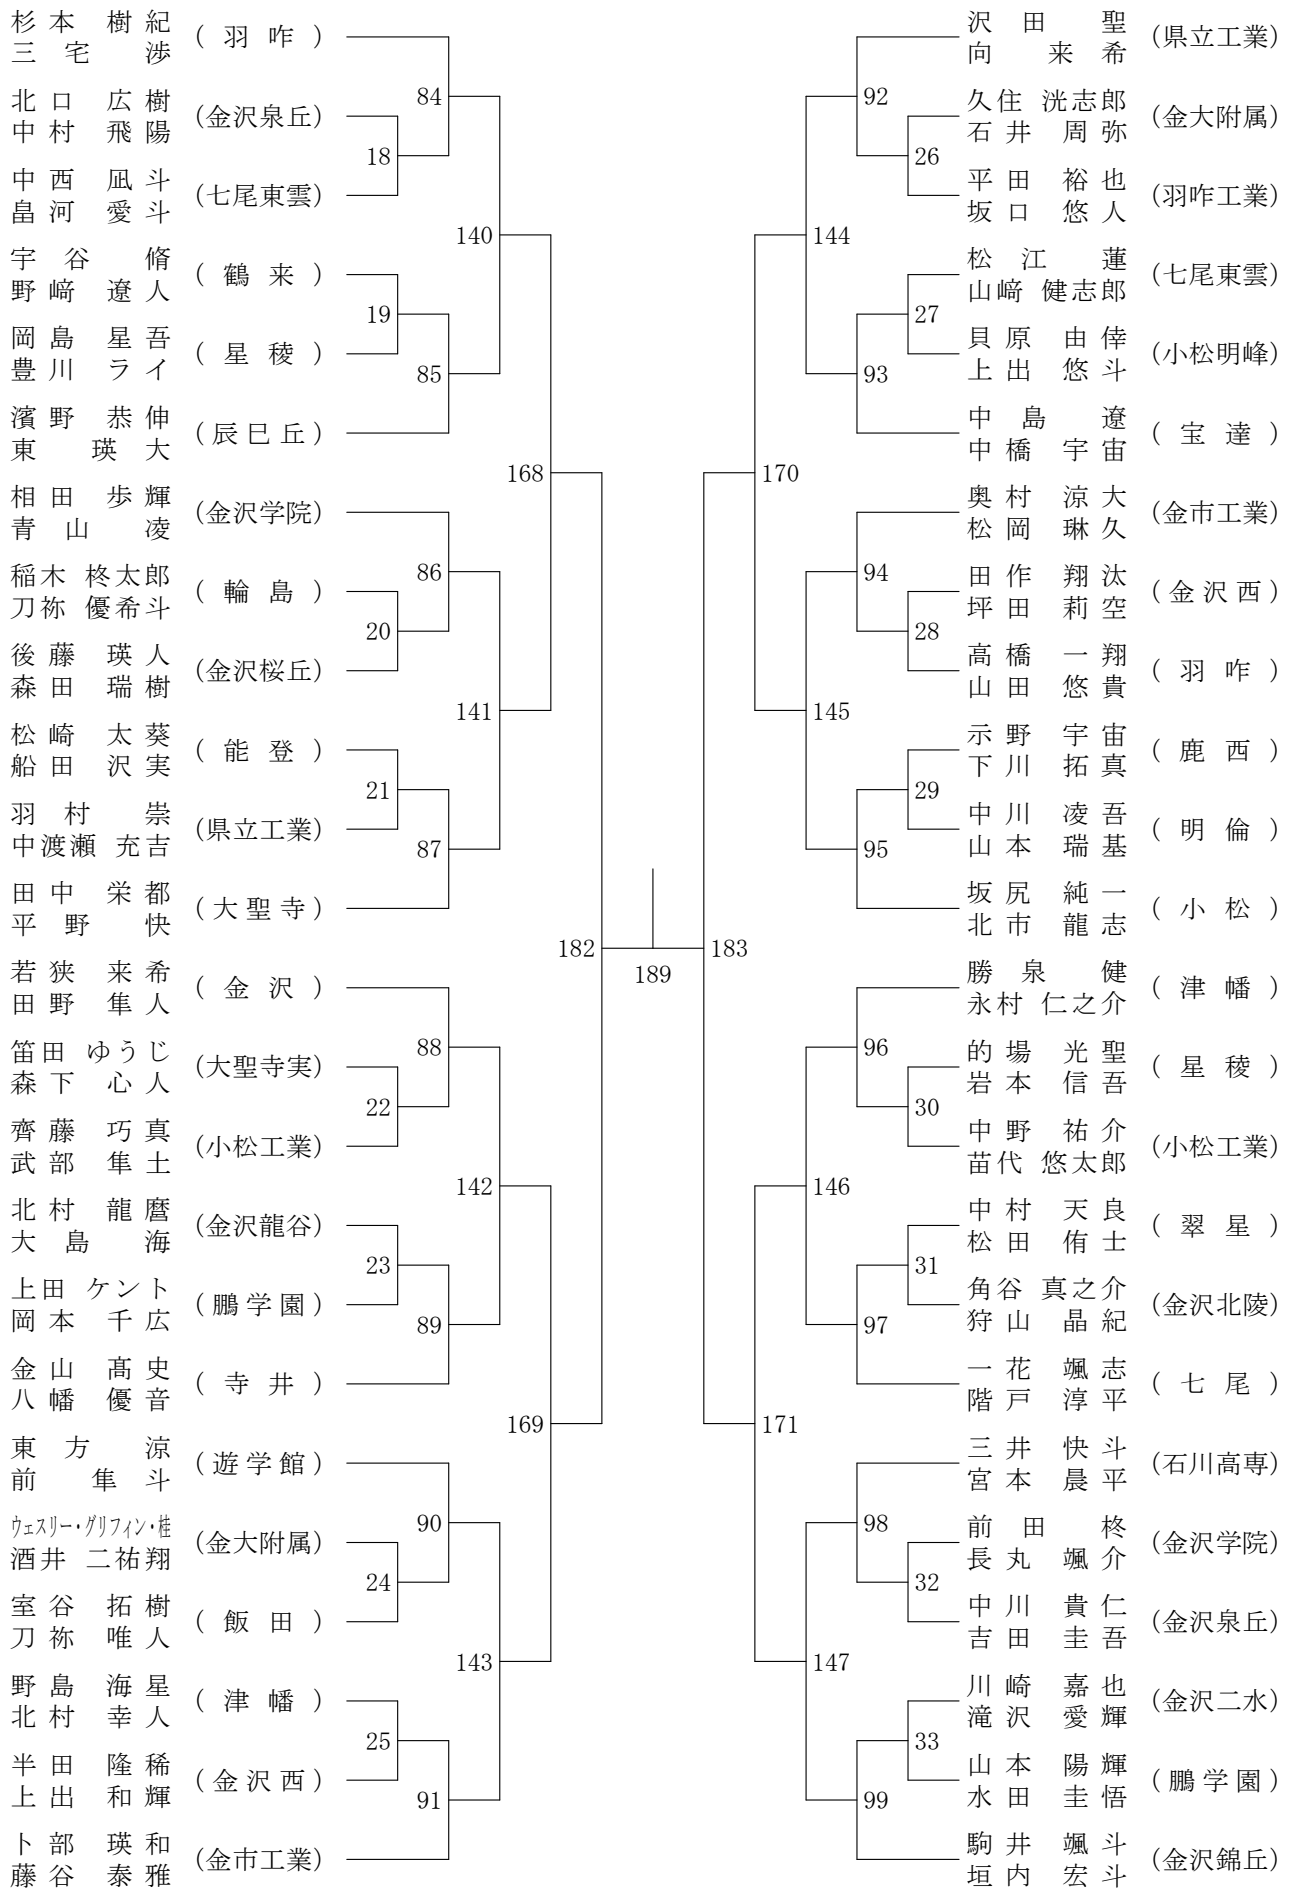 杉本 樹紀
三宅 渉
(羽咋)
北口 広樹
中村 飛陽
(金沢泉丘)
中西 凪斗
畠河 愛斗
(七尾東雲)
宇谷 脩
野﨑 遼人
(鶴来)
岡島 星吾
豊川 ライ
(星稜)
濱野 恭伸
東 瑛大
(辰巳丘)
相田 歩輝
青山 凌
(金沢学院)
稲木 柊太郎
刀祢 優希斗
(輪島)
後藤 瑛人
森田 瑞樹
(金沢桜丘)
松崎 太葵
船田 沢実
(能登)
羽村 崇
中渡瀬 充吉
(県立工業)
田中 栄都
平野 快
(大聖寺)
若狭 来希
田野 隼人
(金沢)
笛田 ゆうじ
森下 心人
(大聖寺実)
齊藤 巧真
武部 隼土
(小松工業)
北村 龍麿
大島 海
(金沢龍谷)
上田 ケント
岡本 千広
(鵬学園)
金山 髙史
八幡 優音
(寺井)
東方 涼
前 隼斗
(遊学館)
ウェスリー・グリフィン・桂
酒井 二祐翔
(金大附属)
室谷 拓樹
刀祢 唯人
(飯田)
野島 海星
北村 幸人
(津幡)
半田 隆稀
上出 和輝
(金沢西)
卜部 瑛和
藤谷 泰雅
(金市工業)
18
19
20
21
22
23
24
25
84
85
86
87
88
89
90
91
140
141
142
143
168
169
182
189
183
170
171
144
145
146
147
92
93
94
95
96
97
98
99
26
27
28
29
30
31
32
33
沢田 聖
向 来希
(県立工業)
久住 洸志郎
石井 周弥
(金大附属)
平田 裕也
坂口 悠人
(羽咋工業)
松江 蓮
山﨑 健志郎
(七尾東雲)
貝原 由倖
上出 悠斗
(小松明峰)
中島 遼
中橋 宇宙
(宝達)
奥村 涼大
松岡 琳久
(金市工業)
田作 翔汰
坪田 莉空
(金沢西)
高橋 一翔
山田 悠貴
(羽咋)
示野 宇宙
下川 拓真
(鹿西)
中川 凌吾
山本 瑞基
(明倫)
坂尻 純一
北市 龍志
(小松)
勝泉 健
永村 仁之介
(津幡)
的場 光聖
岩本 信吾
(星稜)
中野 祐介
苗代 悠太郎
(小松工業)
中村 天良
松田 侑士
(翠星)
角谷 真之介
狩山 晶紀
(金沢北陵)
一花 颯志
階戸 淳平
(七尾)
三井 快斗
宮本 晨平
(石川高専)
前田 柊
長丸 颯介
(金沢学院)
中川 貴仁
吉田 圭吾
(金沢泉丘)
川崎 嘉也
滝沢 愛輝
(金沢二水)
山本 陽輝
水田 圭悟
(鵬学園)
駒井 颯斗
垣内 宏斗
(金沢錦丘)